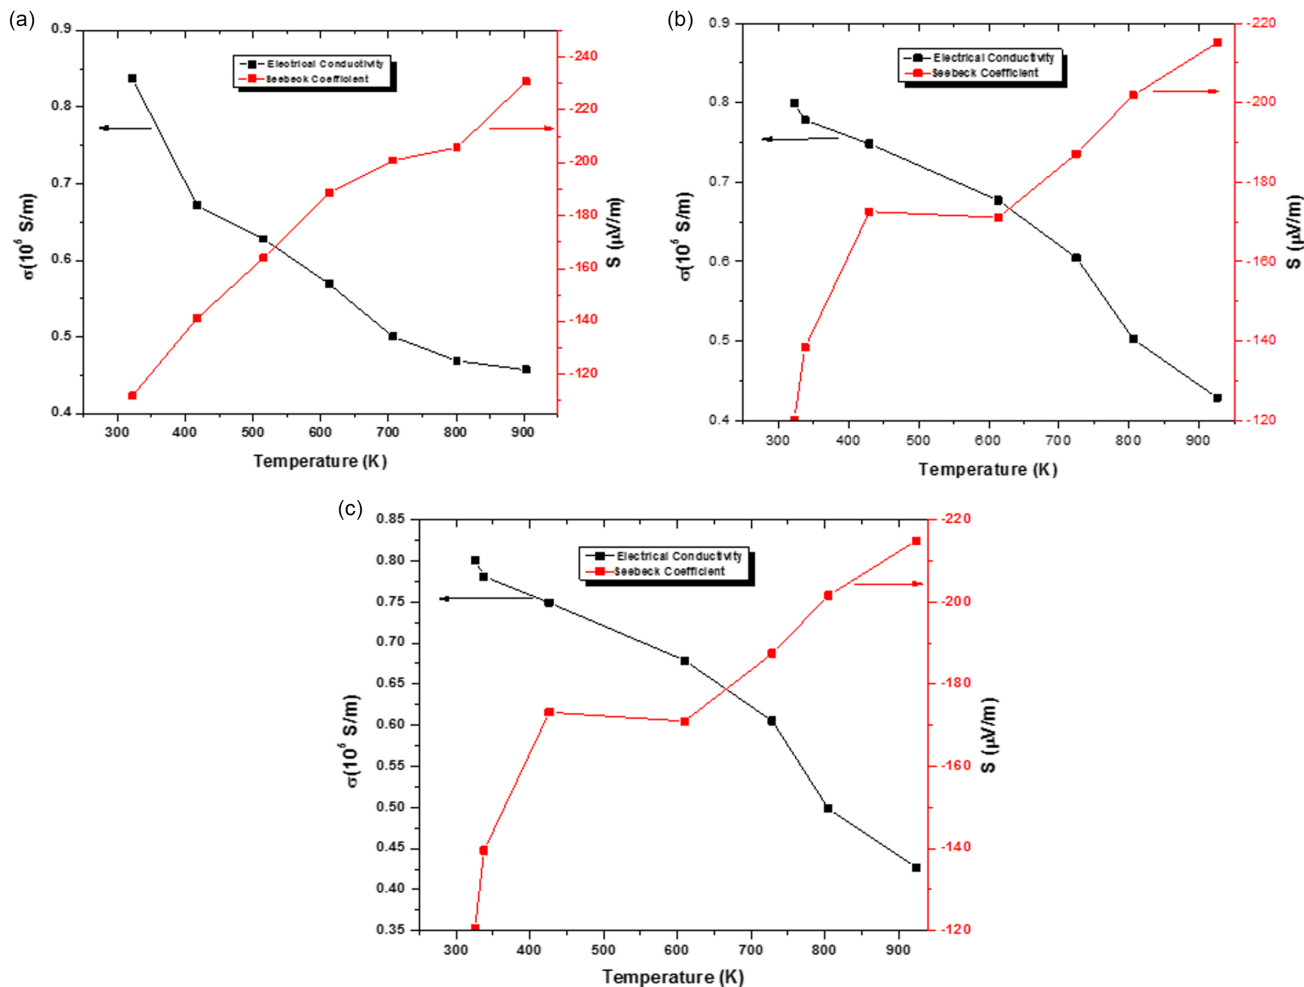 (a)
0.9
0.8
0.7
0.6
0.5
0.4
σ(10⁶ S/m)
Electrical Conductivity
Seebeck Coefficient
-240
-220
-200
-180
-160
-140
-120
S (μV/m)
300 400 500 600 700 800 900
Temperature (K)
(b)
0.9
0.8
0.7
0.6
0.5
0.4
σ(10⁶ S/m)
Electrical Conductivity
Seebeck Coefficient
-220
-200
-180
-160
-140
-120
S (μV/m)
300 400 500 600 700 800 900
Temperature (K)
(c)
0.85
0.80
0.75
0.70
0.65
0.60
0.55
0.50
0.45
0.40
0.35
σ(10⁶ S/m)
Electrical Conductivity
Seebeck Coefficient
-220
-200
-180
-160
-140
-120
S (μV/m)
300 400 500 600 700 800 900
Temperature (K)